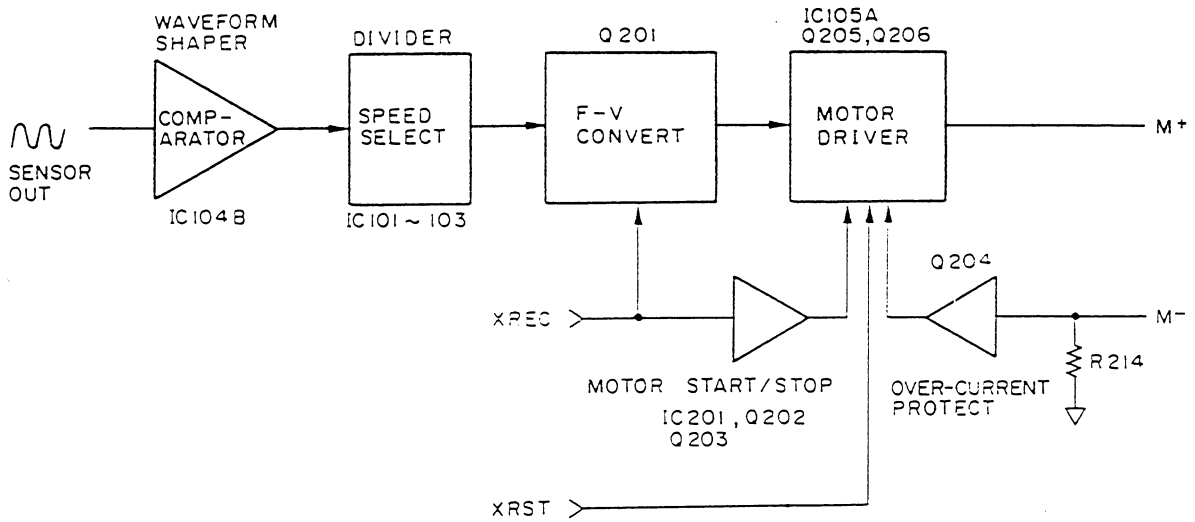 WAVEFORM
SHAPER
COMP-
ARATOR
SENSOR
OUT
IC104B
DIVIDER
SPEED
SELECT
IC101~103
Q201
F-V
CONVERT
IC105A
Q205,Q206
MOTOR
DRIVER
M+
XREC
MOTOR START/STOP
IC201,Q202
Q203
Q204
OVER-CURRENT
PROTECT
M-
R214
XRST